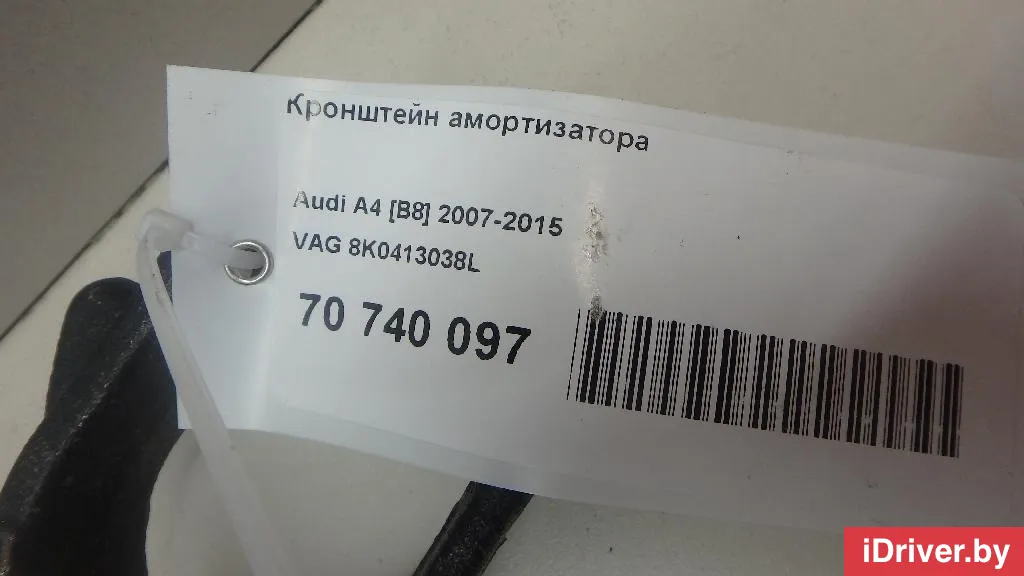 Кронштейн амортизатора
Audi A4 [B8] 2007-2015
VAG 8K0413038L
70 740 097
iDriver.by